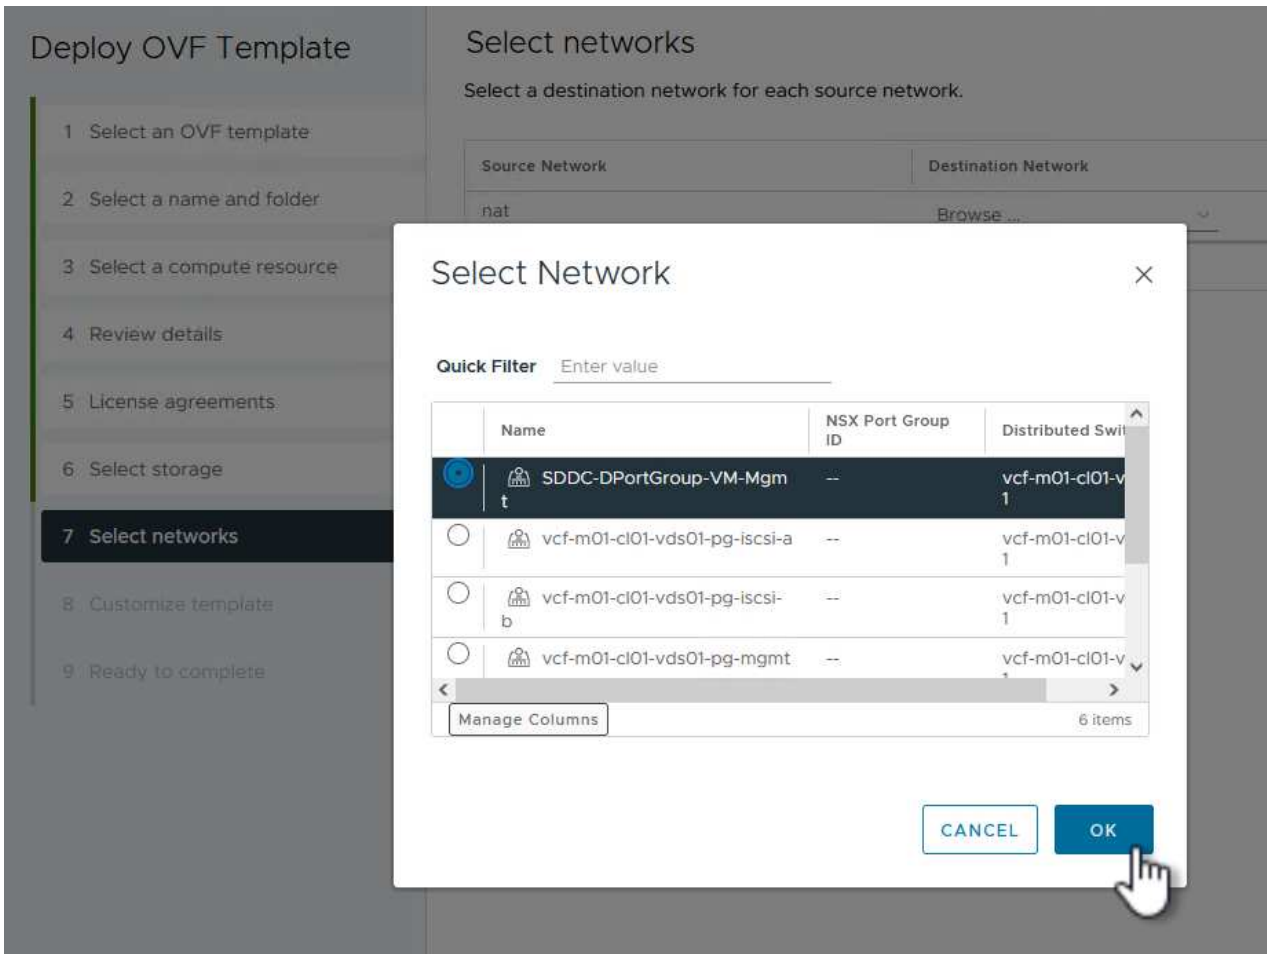 Deploy OVF Template
1 Select an OVF template
2 Select a name and folder
3 Select a compute resource
4 Review details
5 License agreements
6 Select storage
7 Select networks
8 Customize template
9 Ready to complete
Select networks
Select a destination network for each source network.
Source Network Destination Network
nat Browse ...
Select Network
Quick Filter Enter value
Name NSX Port Group ID Distributed Swit
SDDC-DPortGroup-VM-Mgm -- vcf-m01-cl01-v
t 1
vcf-m01-cl01-vds01-pg-iscsi-a -- vcf-m01-cl01-v
1
vcf-m01-cl01-vds01-pg-iscsi- -- vcf-m01-cl01-v
b 1
vcf-m01-cl01-vds01-pg-mgmt -- vcf-m01-cl01-v
Manage Columns 6 items
CANCEL OK